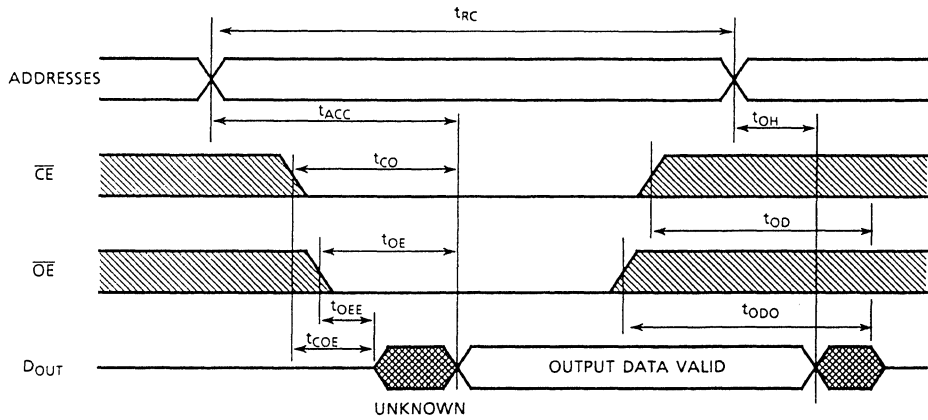 tRC
ADDRESSES
tACC
tOH
CE
tCO
tOD
OE
tOE
tOEE
tODO
tCOE
DOUT
OUTPUT DATA VALID
UNKNOWN